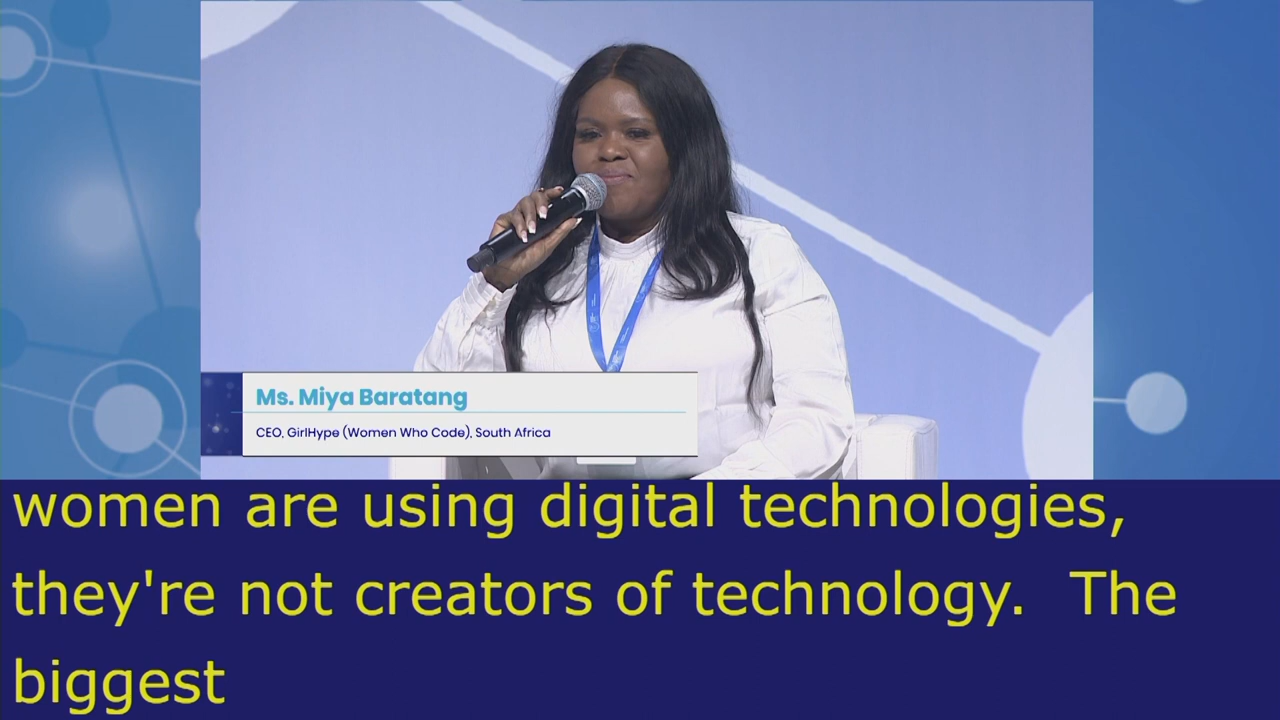 Ms. Miya Baratang
CEO, GirlHype (Women Who Code), South Africa
women are using digital technologies,
they're not creators of technology.  The
biggest